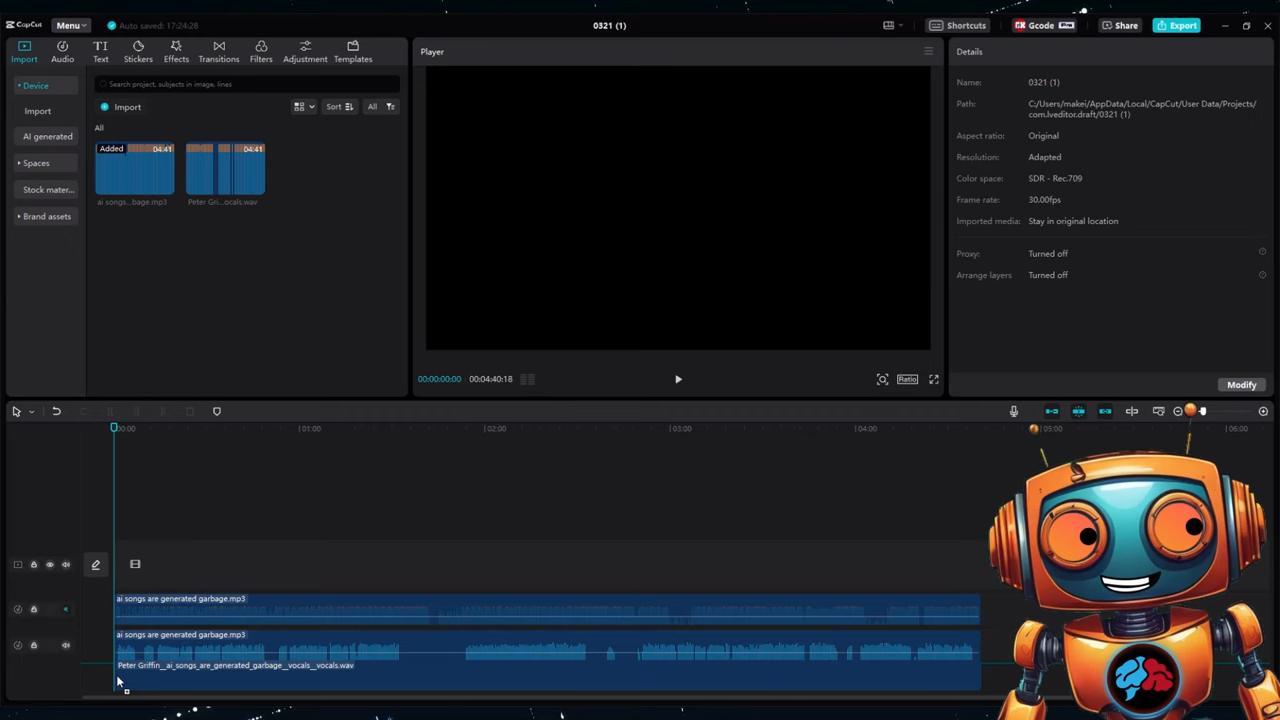 CapCut
Menu
Auto saved: 17:24:28
0321 (1)
Shortcuts
Gcode
Pro
Share
Export
Import
Audio
Text
Stickers
Effects
Transitions
Filters
Adjustment
Templates
Device
Import
AI generated
Spaces
Stock mater...
Brand assets
Search project, subjects in image, lines
Import
Sort
All
All
Added
04:41
04:41
ai songs...bage.mp3
Peter Gri...ocals.wav
Player
00:00:00:00
00:04:40:18
Ratio
Details
Name:
0321 (1)
Path:
C:/Users/makei/AppData/Local/CapCut/User Data/Projects/
com.lveditor.draft/0321 (1)
Aspect ratio:
Original
Resolution:
Adapted
Color space:
SDR - Rec.709
Frame rate:
30.00fps
Imported media:
Stay in original location
Proxy:
Turned off
Arrange layers
Turned off
Modify
00:00
01:00
02:00
03:00
04:00
05:00
06:00
ai songs are generated garbage.mp3
ai songs are generated garbage.mp3
Peter Griffin__ai_songs_are_generated_garbage__vocals__vocals.wav